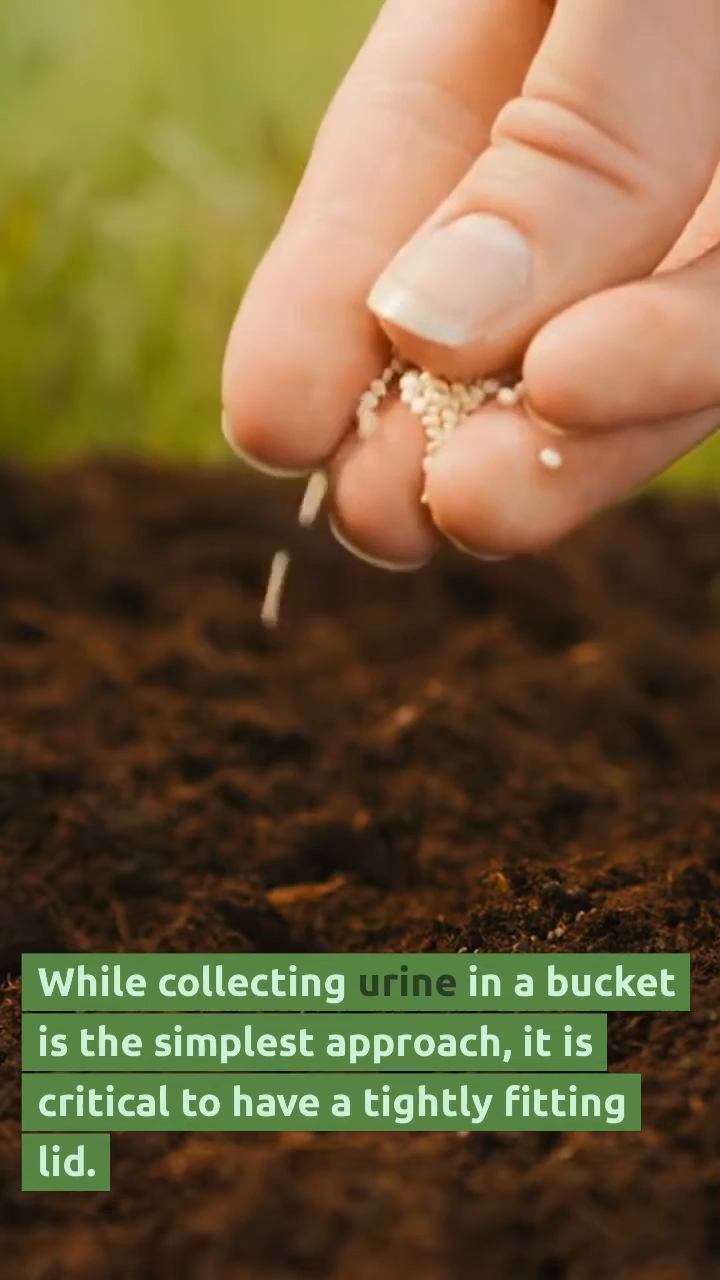 While collecting urine in a bucket
is the simplest approach, it is
critical to have a tightly fitting
lid.